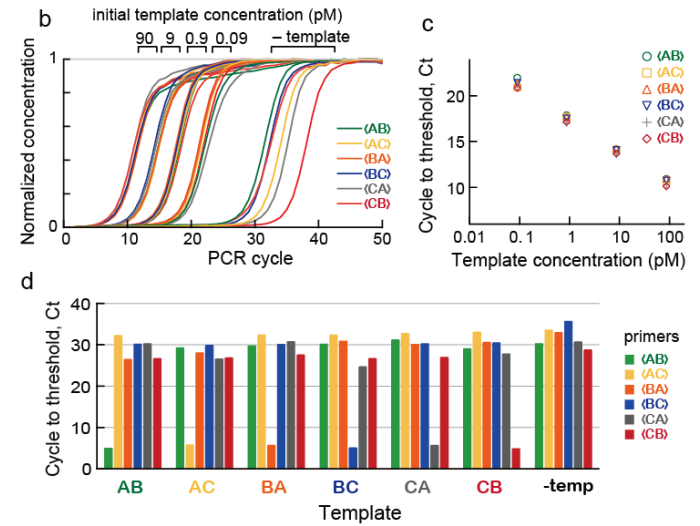 b
initial template concentration (pM)
90 9 0.9 0.09 – template
Normalized concentration
1
0
⟨AB⟩
⟨AC⟩
⟨BA⟩
⟨BC⟩
⟨CA⟩
⟨CB⟩
0 10 20 30 40 50
PCR cycle
c
Cycle to threshold, Ct
20
15
10
⟨AB⟩
⟨AC⟩
⟨BA⟩
⟨BC⟩
⟨CA⟩
⟨CB⟩
0.01 0.1 1 10 100
Template concentration (pM)
d
Cycle to threshold, Ct
40
30
20
10
0
AB AC BA BC CA CB -temp
Template
primers
⟨AB⟩
⟨AC⟩
⟨BA⟩
⟨BC⟩
⟨CA⟩
⟨CB⟩